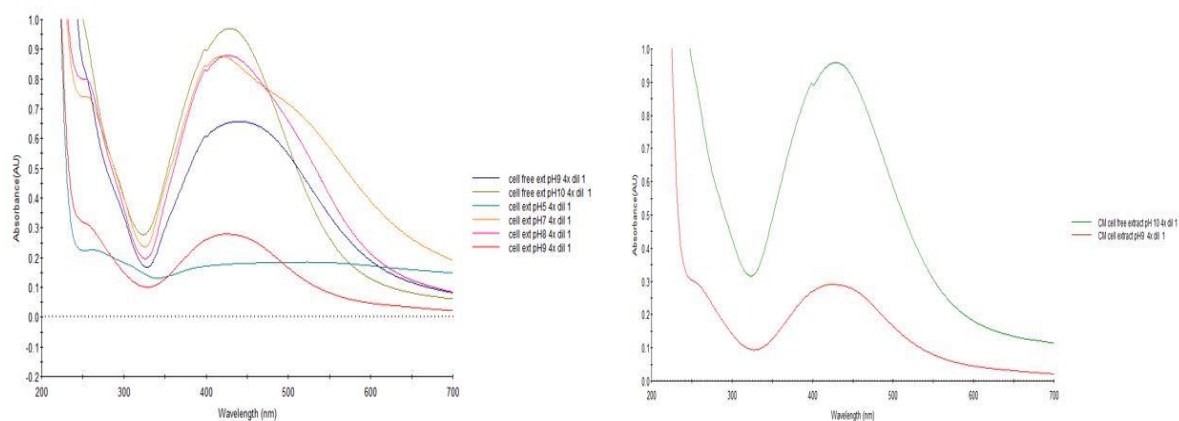 1.0
0.9
0.8
0.7
0.6
0.5
0.4
0.3
0.2
0.1
0.0
-0.1
-0.2
Absorbance(AU)
200 300 400 500 600 700
Wavelength (nm)
cell free ext pH9 4x dil 1
cell free ext pH10 4x dil 1
cell ext pH5 4x dil 1
cell ext pH7 4x dil 1
cell ext pH8 4x dil 1
cell ext pH9 4x dil 1
1.0
0.9
0.8
0.7
0.6
0.5
0.4
0.3
0.2
0.1
0.0
Absorbance(AU)
200 300 400 500 600 700
Wavelength (nm)
CM cell free extract pH 10 4x dil 1
CM cell extract pH9 4x dil 1